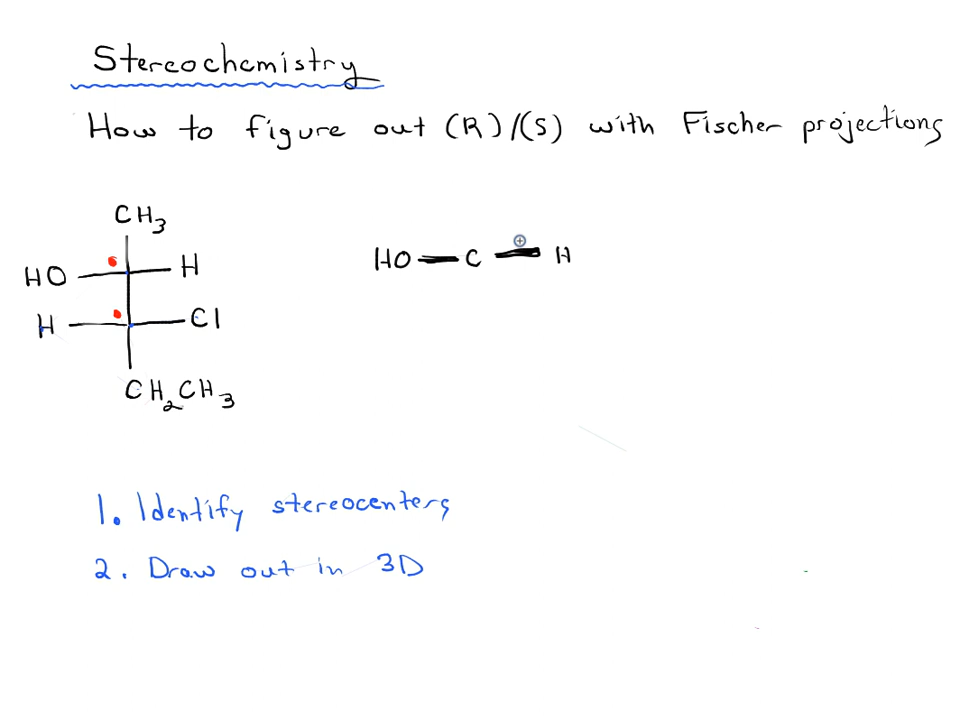 Stereochemistry
How to figure out (R)/(S) with Fischer projections
CH3
HO H
H Cl
CH2CH3
HO C H
1. Identify stereocenters
2. Draw out in 3D